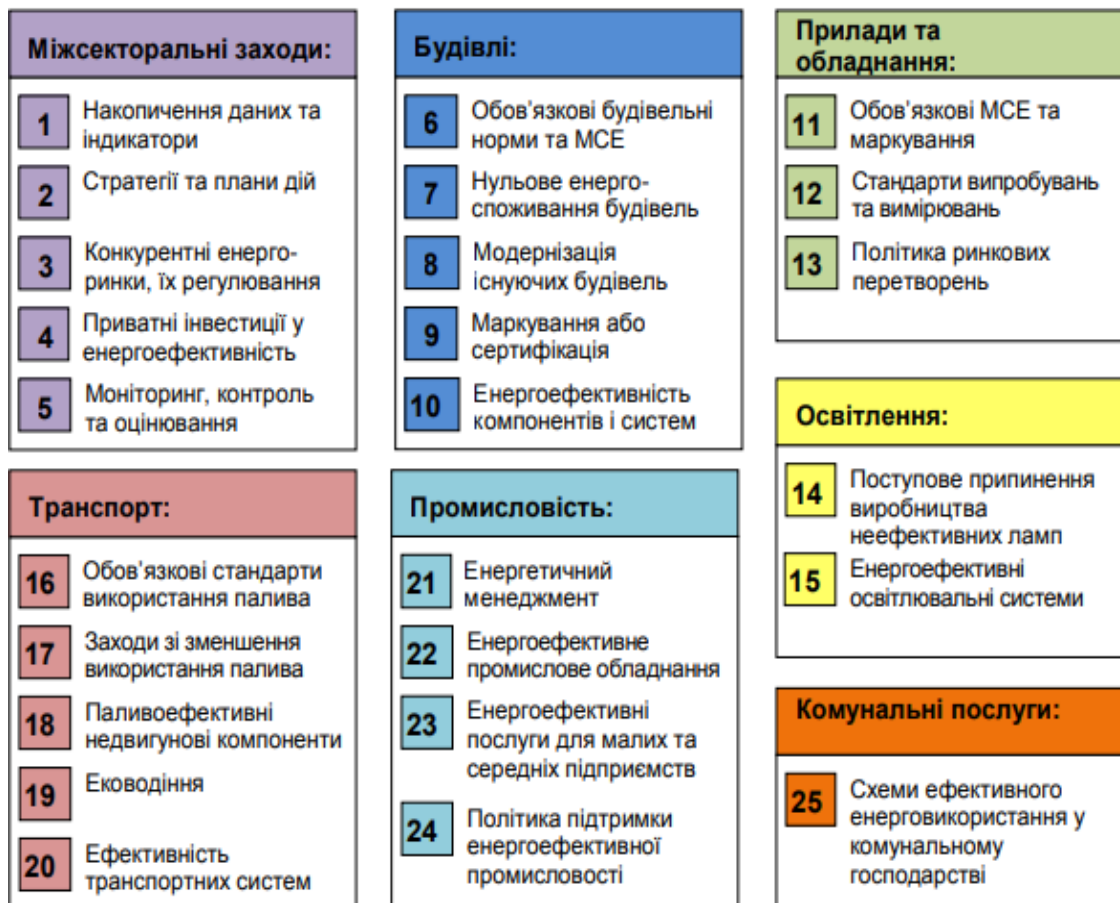 Міжсекторальні заходи:
1
Накопичення даних та
індикатори
2
Стратегії та плани дій
3
Конкурентні енерго-
ринки, їх регулювання
4
Приватні інвестиції у
енергоефективність
5
Моніторинг, контроль
та оцінювання
Будівлі:
6
Обов’язкові будівельні
норми та МСЕ
7
Нульове енерго-
споживання будівель
8
Модернізація
існуючих будівель
9
Маркування або
сертифікація
10
Енергоефективність
компонентів і систем
Прилади та
обладнання:
11
Обов’язкові МСЕ та
маркування
12
Стандарти випробувань
та вимірювань
13
Політика ринкових
перетворень
Освітлення:
14
Поступове припинення
виробництва
неефективних ламп
15
Енергоефективні
освітлювальні системи
Транспорт:
16
Обов’язкові стандарти
використання палива
17
Заходи зі зменшення
використання палива
18
Паливоефективні
недвигунові компоненти
19
Еководіння
20
Ефективність
транспортних систем
Промисловість:
21
Енергетичний
менеджмент
22
Енергоефективне
промислове обладнання
23
Енергоефективні
послуги для малих та
середніх підприємств
24
Політика підтримки
енергоефективної
промисловості
Комунальні послуги:
25
Схеми ефективного
енерговикористання у
комунальному
господарстві